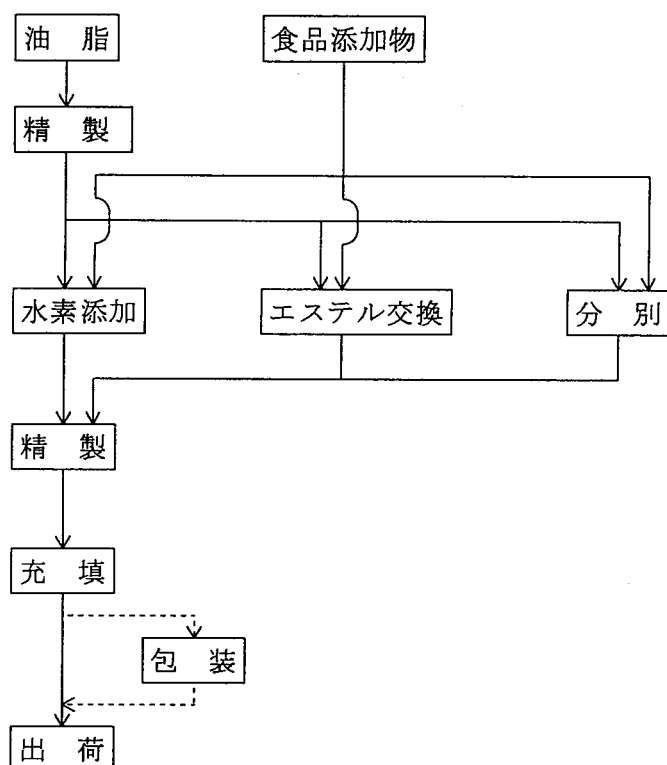 油 脂
食品添加物
精 製
水素添加
エステル交換
分 別
精 製
充 填
包 装
出 荷